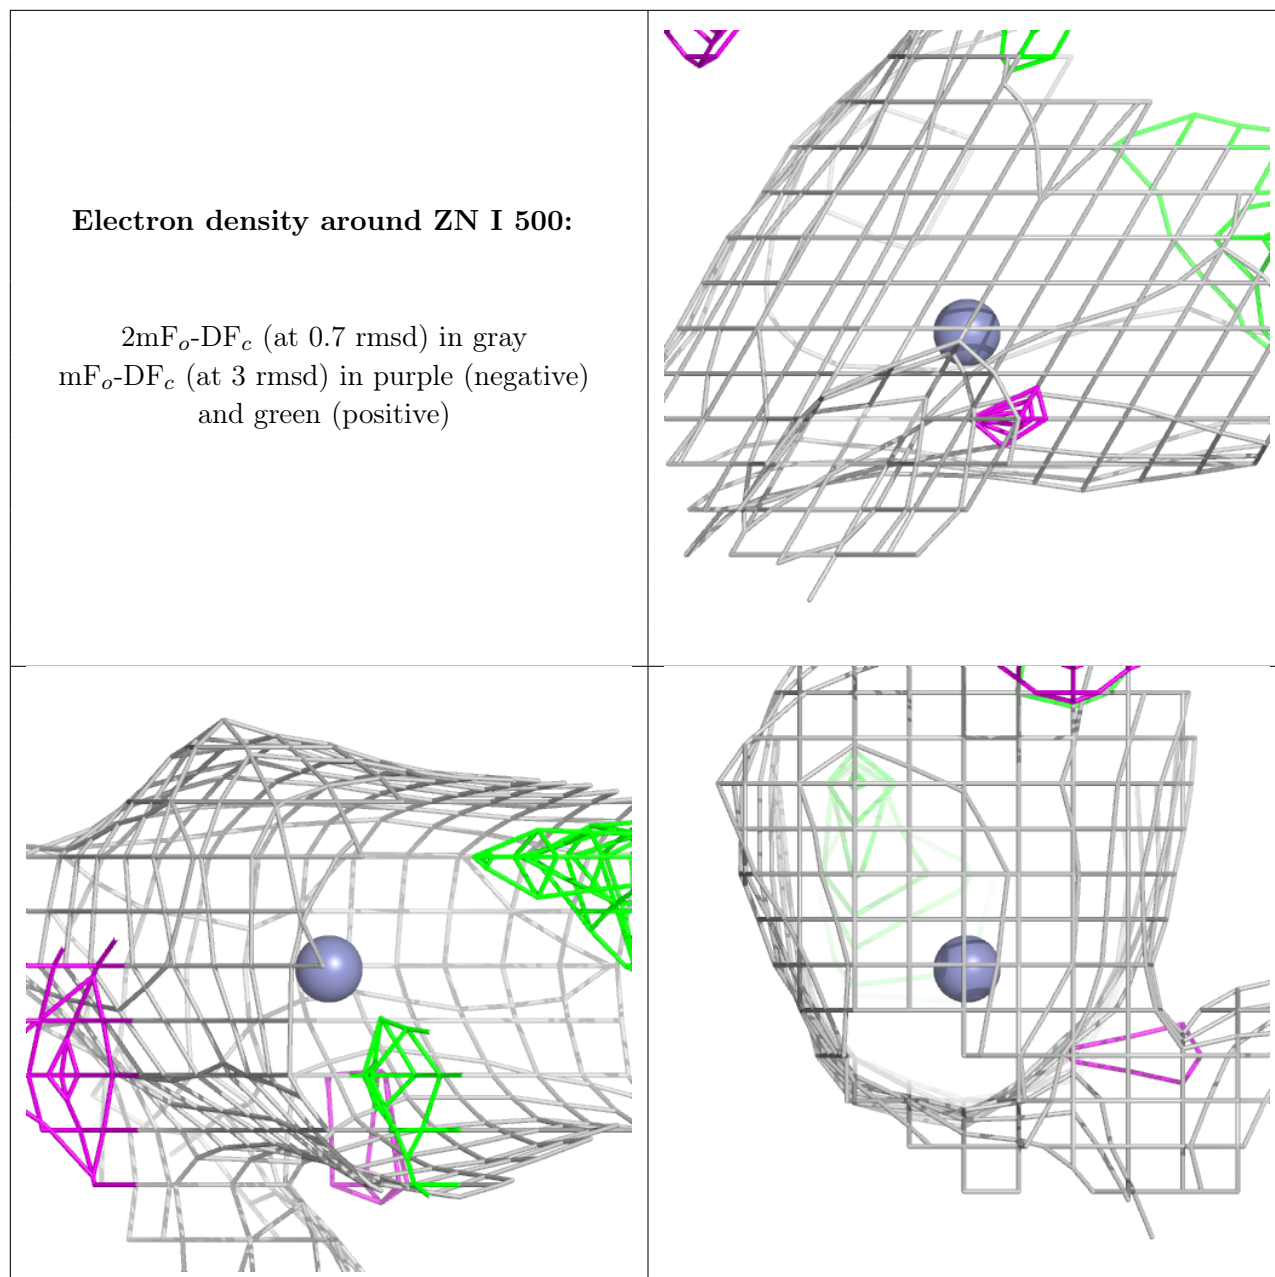 Electron density around ZN I 500:
2mFo-DFc (at 0.7 rmsd) in gray
mFo-DFc (at 3 rmsd) in purple (negative)
and green (positive)